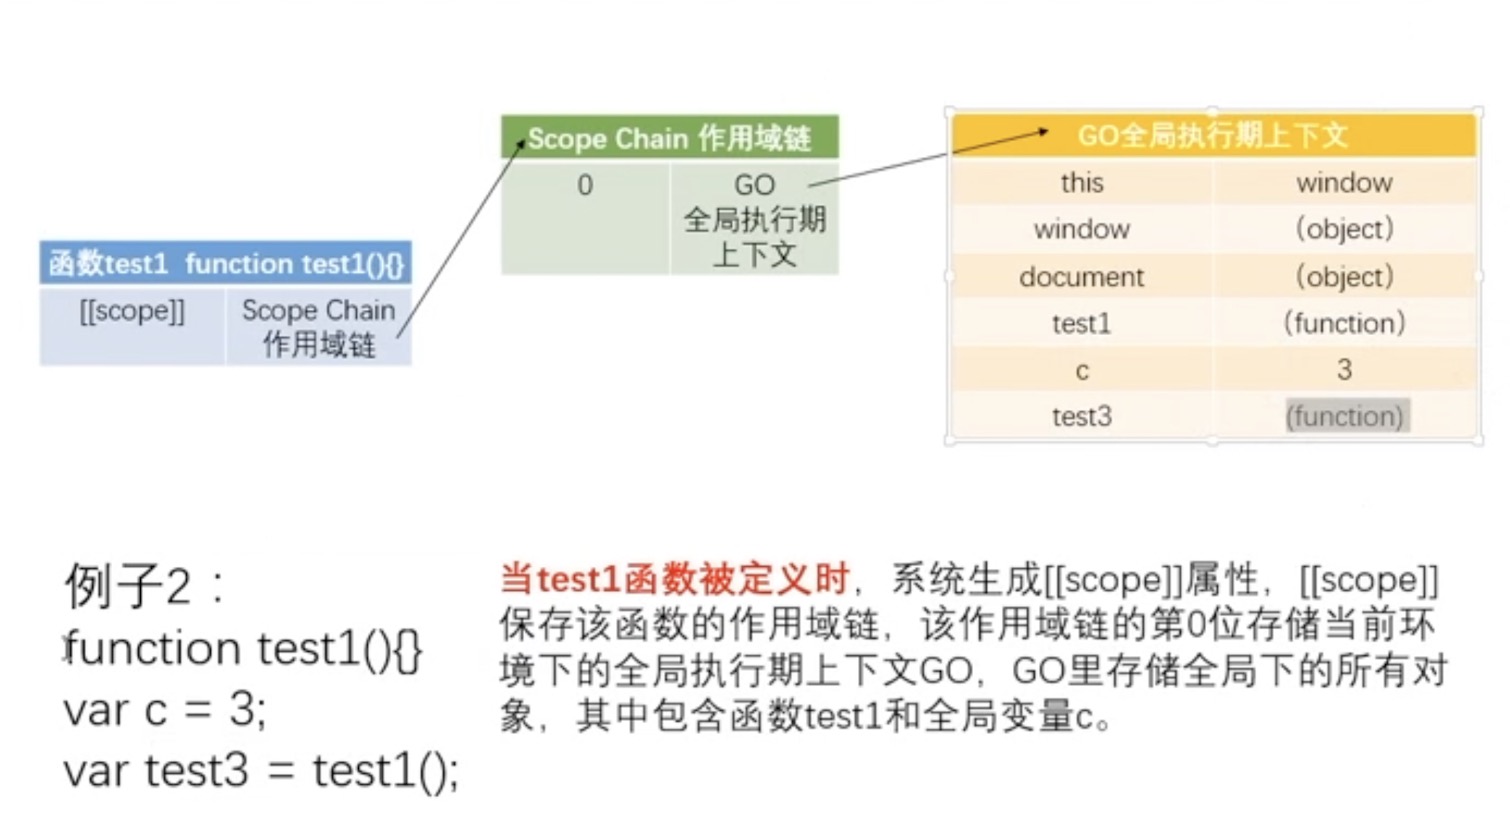 Scope Chain 作用域链
0 GO
全局执行期
上下文
GO全局执行期上下文
this window
window （object）
document （object）
test1 （function）
c 3
test3 (function)
函数test1 function test1(){}
[[scope]] Scope Chain
作用域链
例子2：
function test1(){}
var c = 3;
var test3 = test1();
当test1函数被定义时，系统生成[[scope]]属性，[[scope]]
保存该函数的作用域链，该作用域链的第0位存储当前环
境下的全局执行期上下文GO，GO里存储全局下的所有对
象，其中包含函数test1和全局变量c。